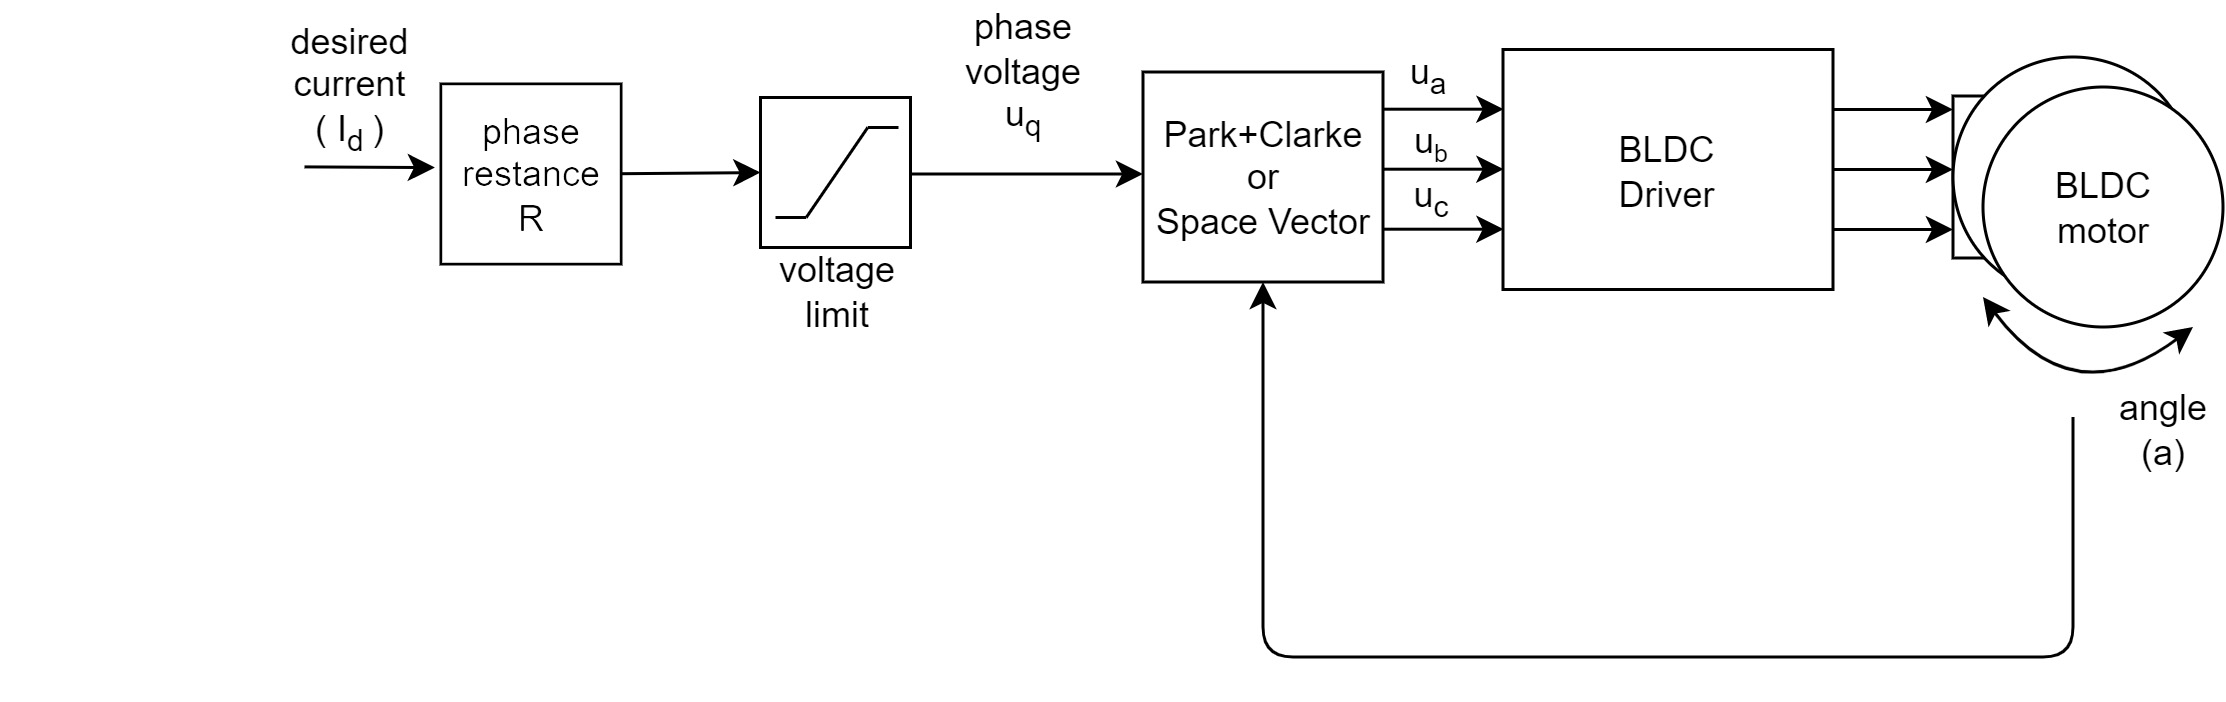 desired
current
( I_d )
phase
restance
R
voltage
limit
phase
voltage
u_q
Park+Clarke
or
Space Vector
u_a
u_b
u_c
BLDC
Driver
BLDC
motor
angle
(a)